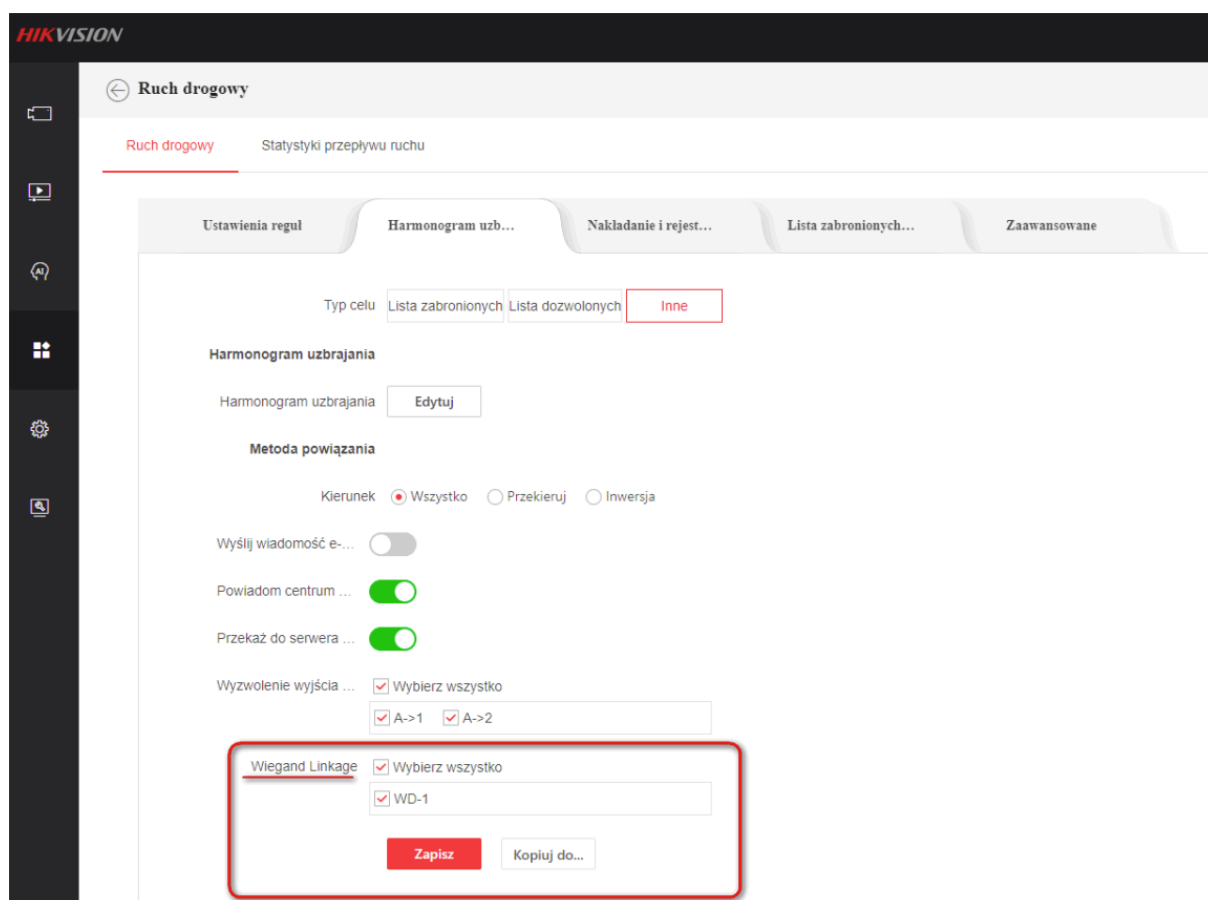 HIKVISION
Ruch drogowy
Ruch drogowy Statystyki przepływu ruchu
Ustawienia reguł Harmonogram uzb... Nakładanie i rejest... Lista zabronionych... Zaawansowane
Typ celu Lista zabronionych Lista dozwolonych Inne
Harmonogram uzbrajania
Harmonogram uzbrajania Edytuj
Metoda powiązania
Kierunek Wszystko Przekieruj Inwersja
Wyślij wiadomość e-...
Powiadom centrum ...
Przekaż do serwera ...
Wyzwolenie wyjścia ... Wybierz wszystko
A->1 A->2
Wiegand Linkage Wybierz wszystko
WD-1
Zapisz Kopiuj do...